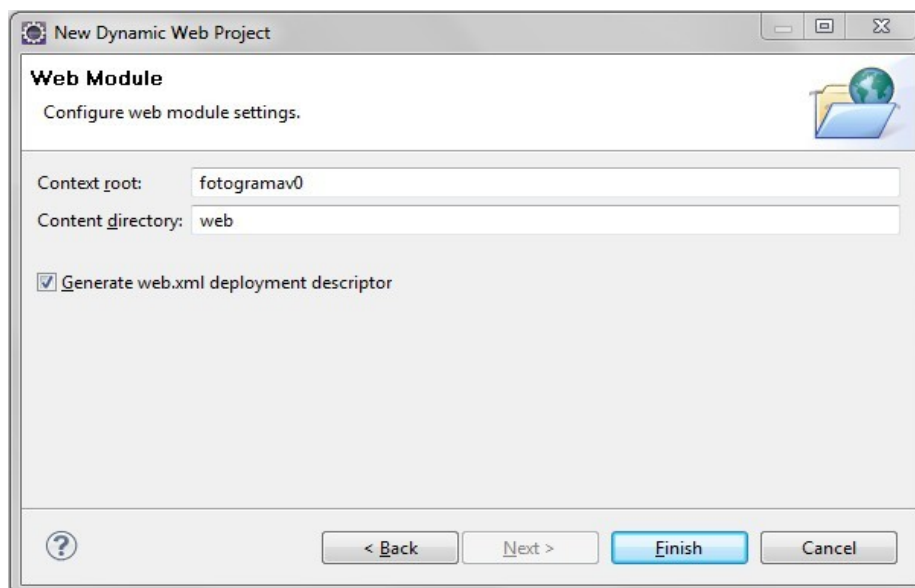 New Dynamic Web Project
Web Module
Configure web module settings.
Context root: fotogramav0
Content directory: web
Generate web.xml deployment descriptor
? < Back Next > Finish Cancel